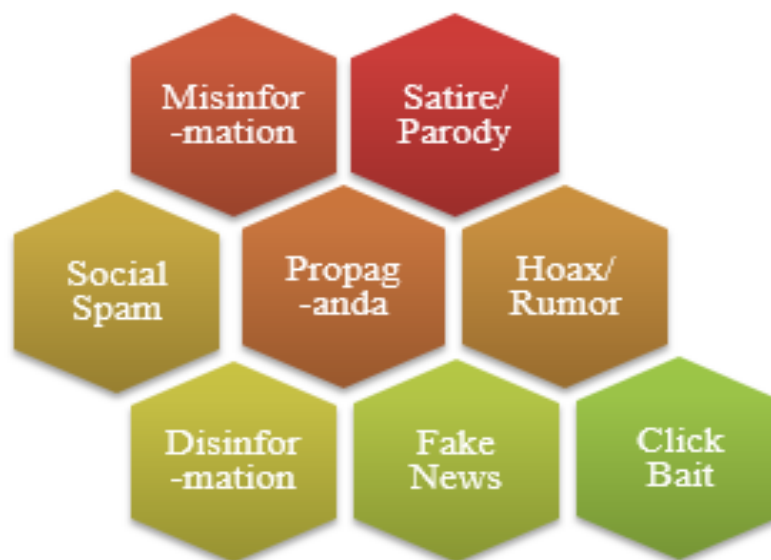 Misinfor
-mation
Satire/
Parody
Social
Spam
Propag
-anda
Hoax/
Rumor
Disinfor
-mation
Fake
News
Click
Bait